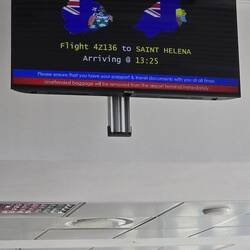 Flight 4Z136 to SAINT HELENA
Arriving @ 13:25
Please ensure that you have your passport & travel documents with you at all times
Unattended baggage will be removed from the airport terminal immediately